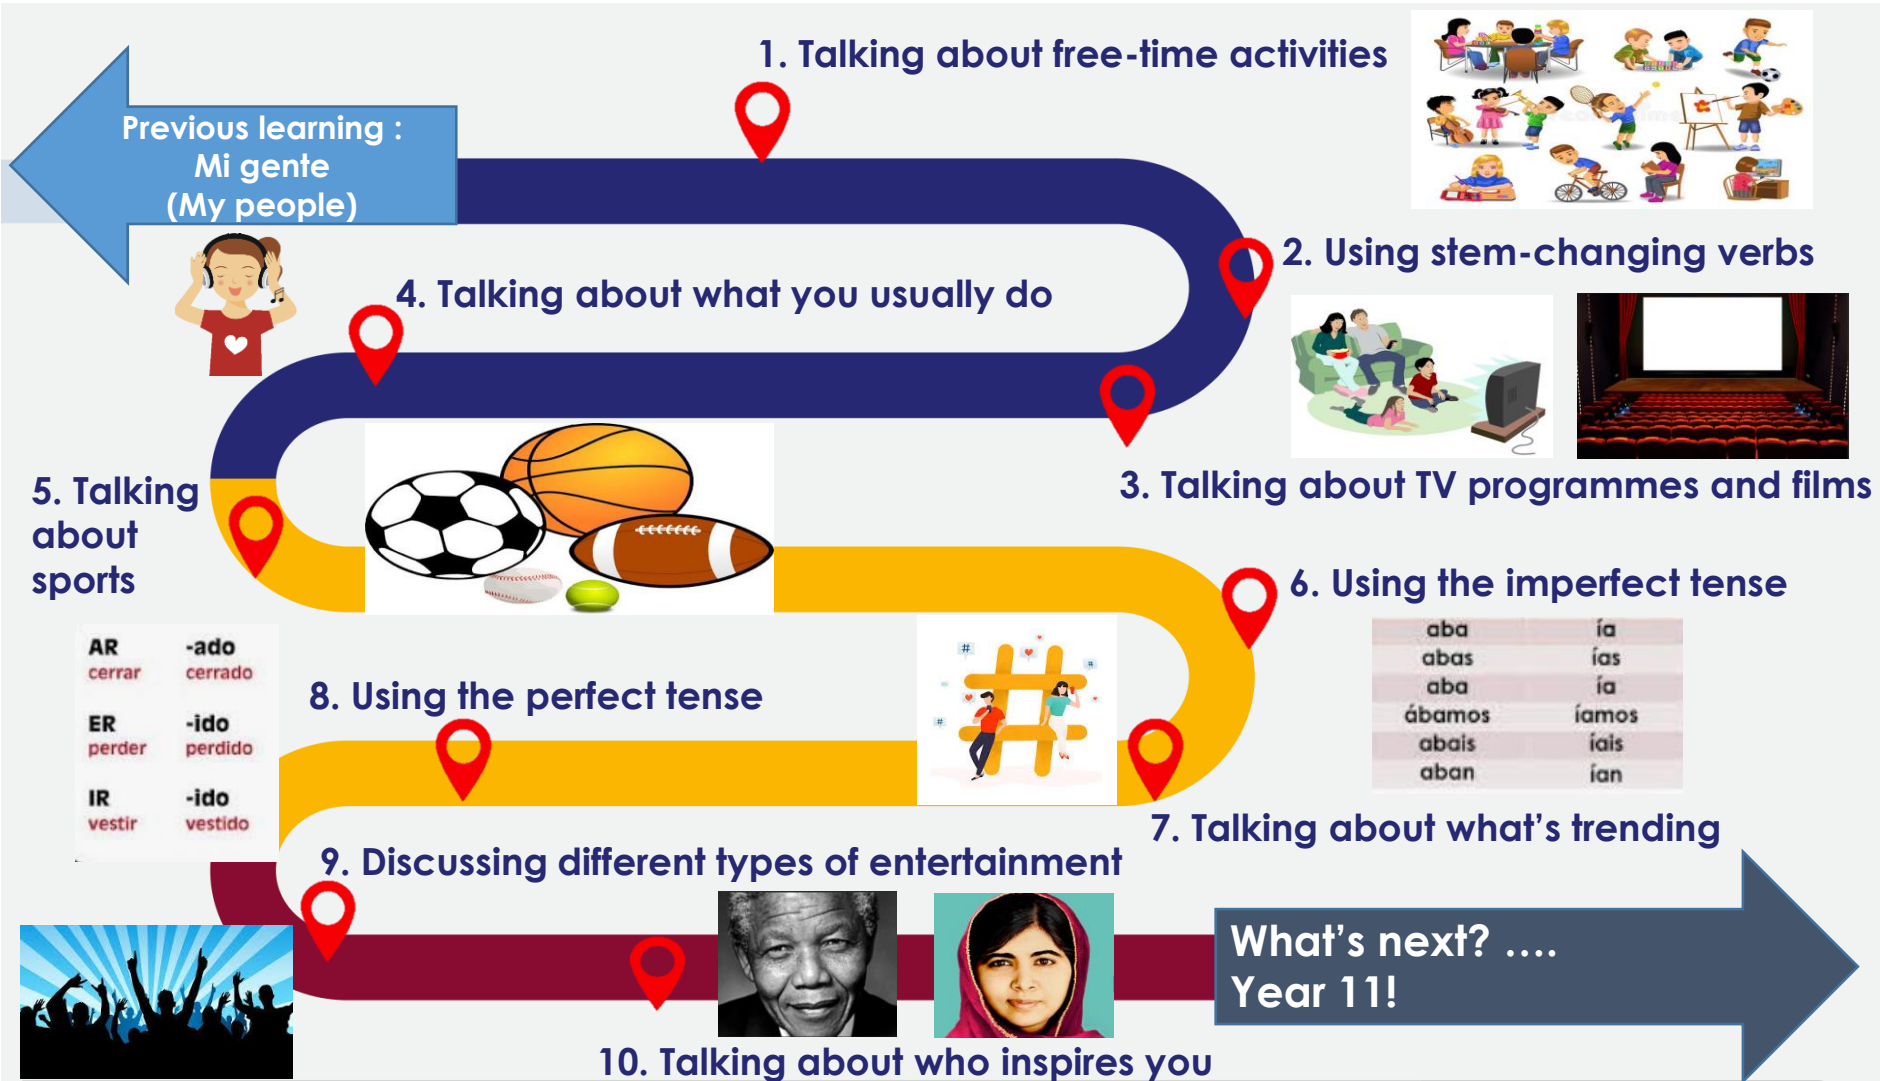 1. Talking about free-time activities
Previous learning :
Mi gente
(My people)
2. Using stem-changing verbs
3. Talking about TV programmes and films
4. Talking about what you usually do
5. Talking
about
sports
6. Using the imperfect tense
aba ía
abas ías
aba ía
ábamos íamos
abais íais
aban ían
7. Talking about what's trending
8. Using the perfect tense
AR -ado
cerrar cerrado
ER -ido
perder perdido
IR -ido
vestir vestido
9. Discussing different types of entertainment
10. Talking about who inspires you
What's next? ....
Year 11!